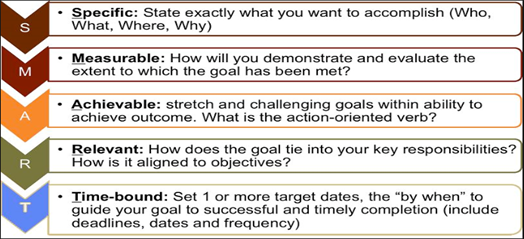 S
• Specific: State exactly what you want to accomplish (Who,
What, Where, Why)
M
• Measurable: How will you demonstrate and evaluate the
extent to which the goal has been met?
A
• Achievable: stretch and challenging goals within ability to
achieve outcome. What is the action-oriented verb?
R
• Relevant: How does the goal tie into your key responsibilities?
How is it aligned to objectives?
T
• Time-bound: Set 1 or more target dates, the “by when” to
guide your goal to successful and timely completion (include
deadlines, dates and frequency)